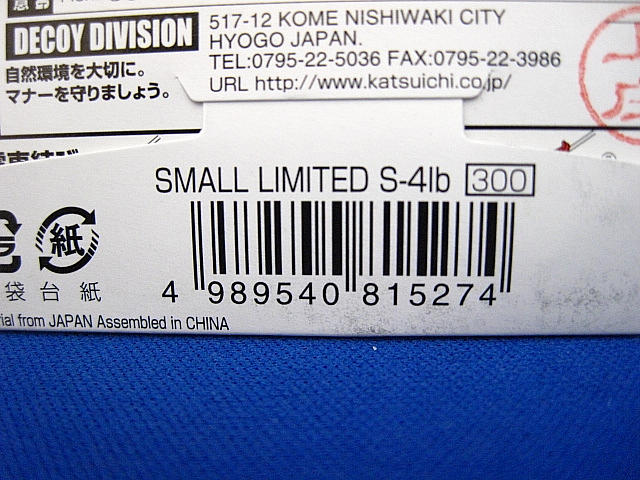 DECOY DIVISION
517-12 KOME NISHIWAKI CITY
HYOGO JAPAN.
TEL:0795-22-5036 FAX:0795-22-3986
URL http://www.katsuichi.co.jp/
自然環境を大切に。
マナーを守りましょう。
SMALL LIMITED S-4lb 300
紙
袋 台 紙
4 989540 815274
from JAPAN Assembled in CHINA